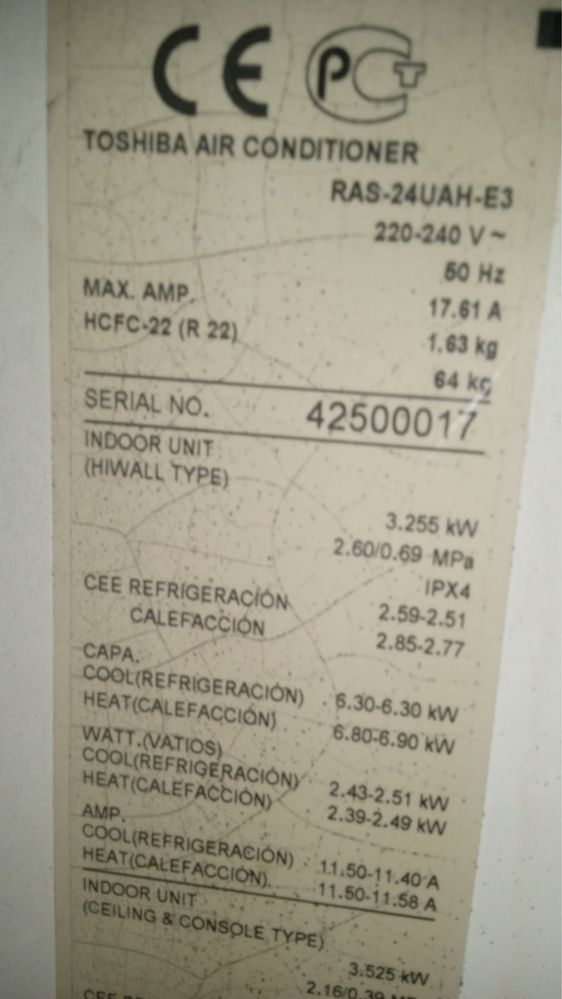 CE PCT
TOSHIBA AIR CONDITIONER
RAS-24UAH-E3
220-240 V ~
50 Hz
MAX. AMP. 17.61 A
HCFC-22 (R 22) 1.63 kg
64 kg
SERIAL NO. 42500017
INDOOR UNIT
(HIWALL TYPE)
3.255 kW
2.60/0.69 MPa
IPX4
CEE REFRIGERACIÓN 2.59-2.51
CALEFACCIÓN 2.85-2.77
CAPA.
COOL(REFRIGERACIÓN) 6.30-6.30 kW
HEAT(CALEFACCIÓN) 6.80-6.90 kW
WATT.(VATIOS)
COOL(REFRIGERACIÓN) 2.43-2.51 kW
HEAT(CALEFACCIÓN) 2.39-2.49 kW
AMP.
COOL(REFRIGERACIÓN) 11.50-11.40 A
HEAT(CALEFACCIÓN) 11.50-11.58 A
INDOOR UNIT
(CEILING & CONSOLE TYPE)
3.525 kW
2.16/0.39
CEE